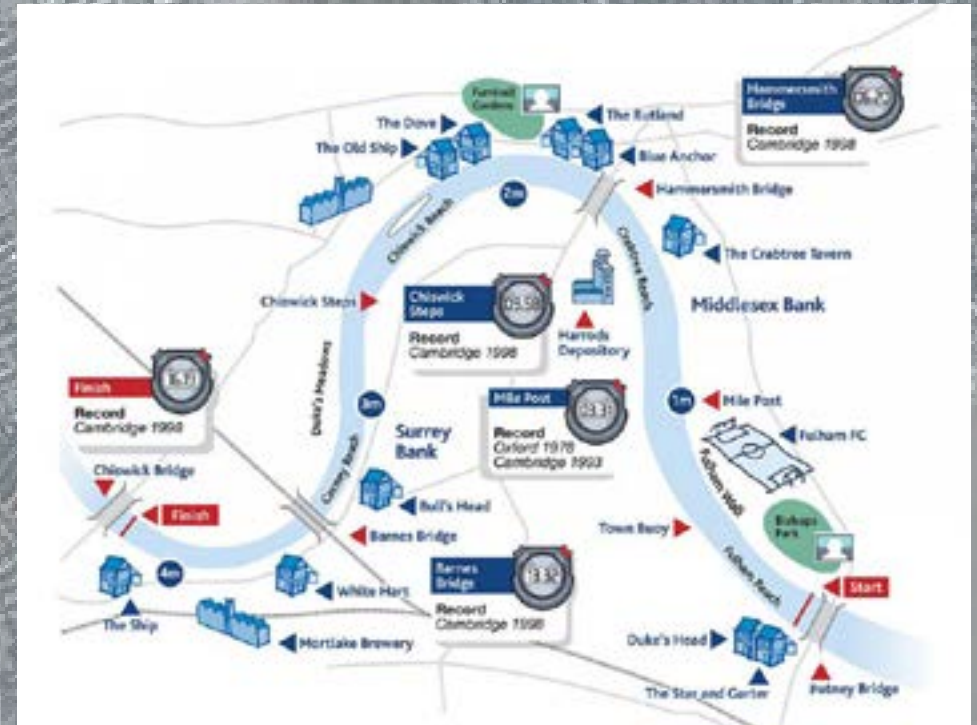 Furnivall
Gardens
The Dove
The Old Ship
The Rutland
Blue Anchor
Hammersmith
Bridge
Record
Cambridge 1998
Hammersmith Bridge
2m
Chiswick Reach
Crabtree Reach
The Crabtree Tavern
Middlesex Bank
Chiswick Steps
Chiswick
Steps
Record
Cambridge 1998
Harrods
Depository
Duke's Meadows
Finish
Record
Cambridge 1998
3m
Surrey
Bank
Corney Reach
Mile Post
Record
Oxford 1978
Cambridge 1993
1m
Mile Post
Fulham FC
Fulham Wall
Chiswick Bridge
Finish
Bull's Head
Barnes Bridge
Town Buoy
Bishops
Park
4m
The Ship
White Hart
Mortlake Brewery
Barnes
Bridge
13.32
Record
Cambridge 1998
Fulham Reach
Start
Duke's Head
The Star and Garter
Putney Bridge